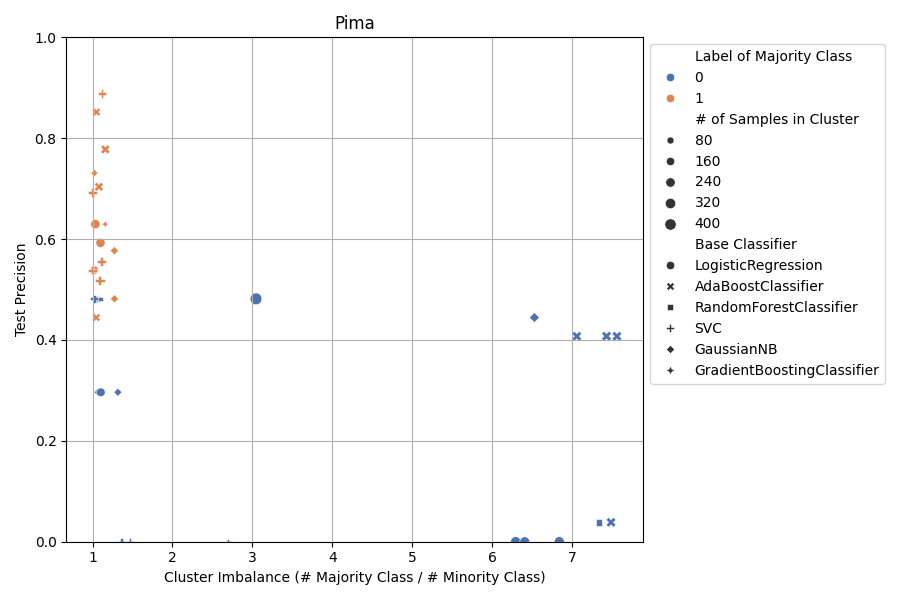 Pima
1.0
0.8
0.6
0.4
0.2
0.0
Test Precision
1
2
3
4
5
6
7
Cluster Imbalance (# Majority Class / # Minority Class)
Label of Majority Class
0
1
# of Samples in Cluster
80
160
240
320
400
Base Classifier
LogisticRegression
AdaBoostClassifier
RandomForestClassifier
SVC
GaussianNB
GradientBoostingClassifier